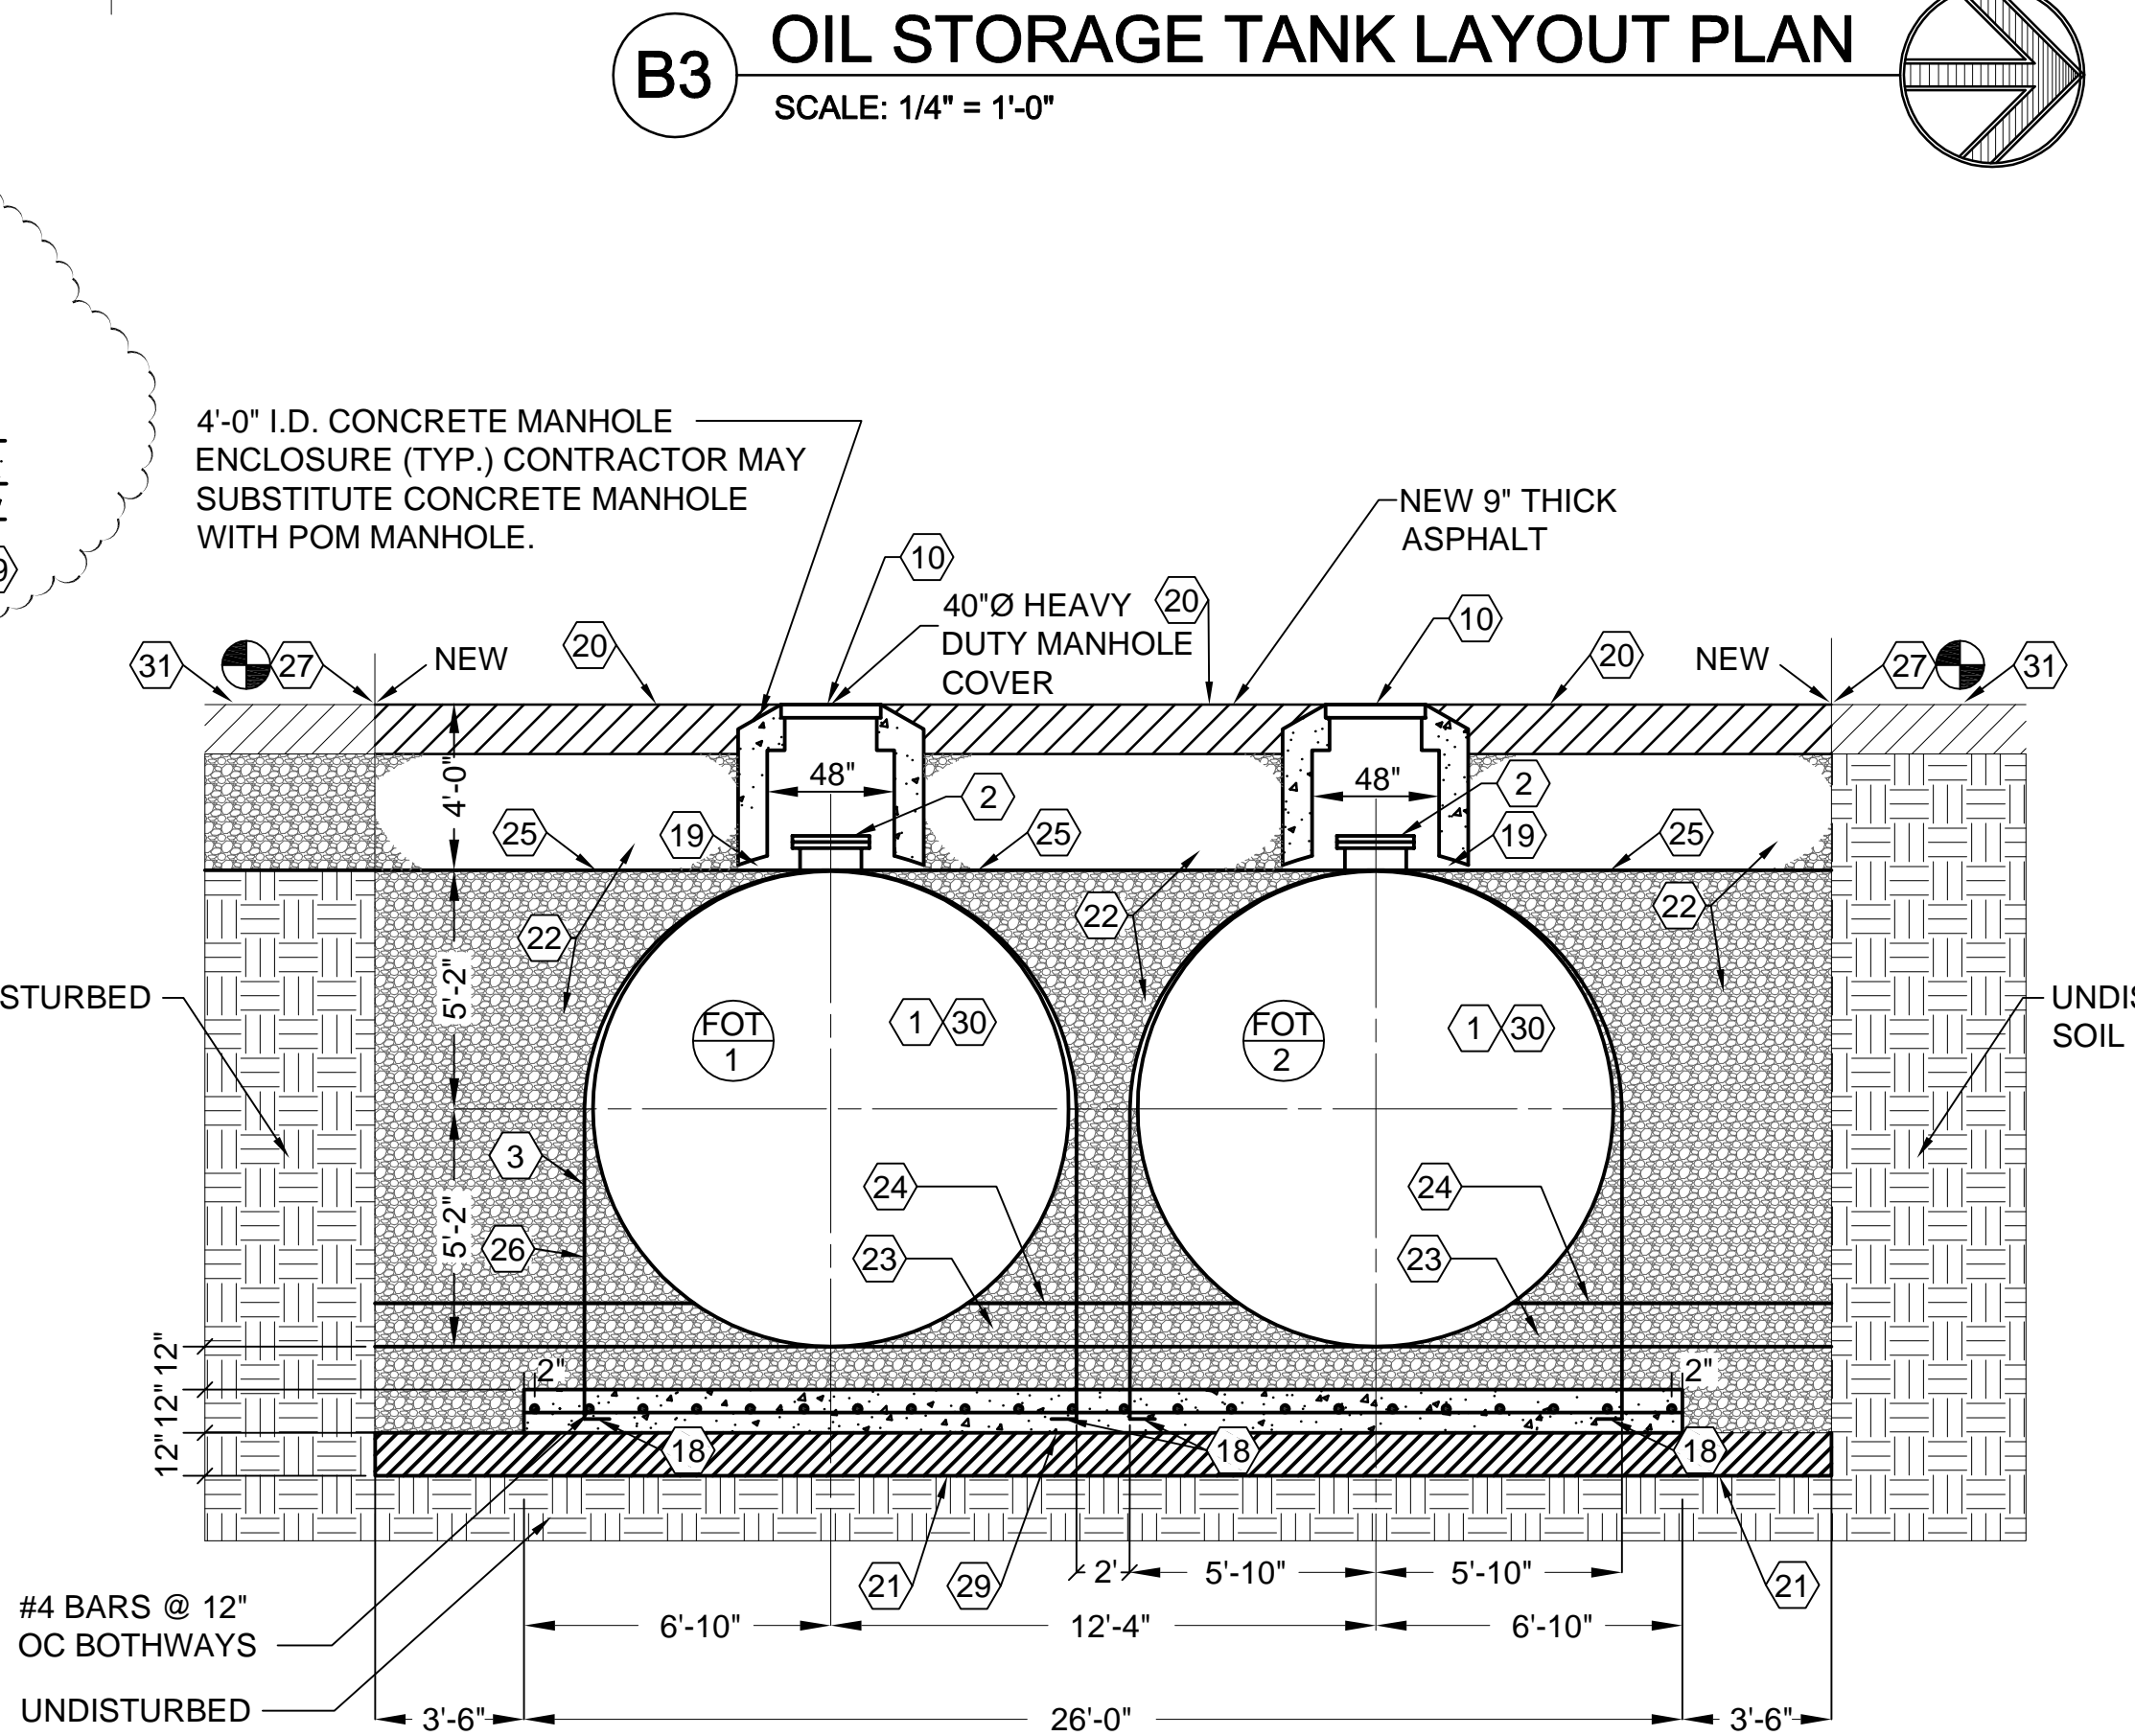 B3
OIL STORAGE TANK LAYOUT PLAN
SCALE: 1/4" = 1'-0"
4'-0" I.D. CONCRETE MANHOLE
ENCLOSURE (TYP.) CONTRACTOR MAY
SUBSTITUTE CONCRETE MANHOLE
WITH POM MANHOLE.
NEW 9" THICK
ASPHALT
10
40"Ø HEAVY
DUTY MANHOLE
COVER
20
10
31
27
NEW
20
20
NEW
27
31
4'-0"
48"
2
48"
2
25
19
25
19
25
22
22
22
5'-2"
STURBED
FOT
1
1
30
FOT
2
1
30
UNDIS
SOIL
3
24
24
5'-2"
26
23
23
12"
12"
12"
2"
2"
18
18
18
#4 BARS @ 12"
OC BOTHWAYS
UNDISTURBED
21
29
2'
5'-10"
5'-10"
21
6'-10"
12'-4"
6'-10"
3'-6"
26'-0"
3'-6"